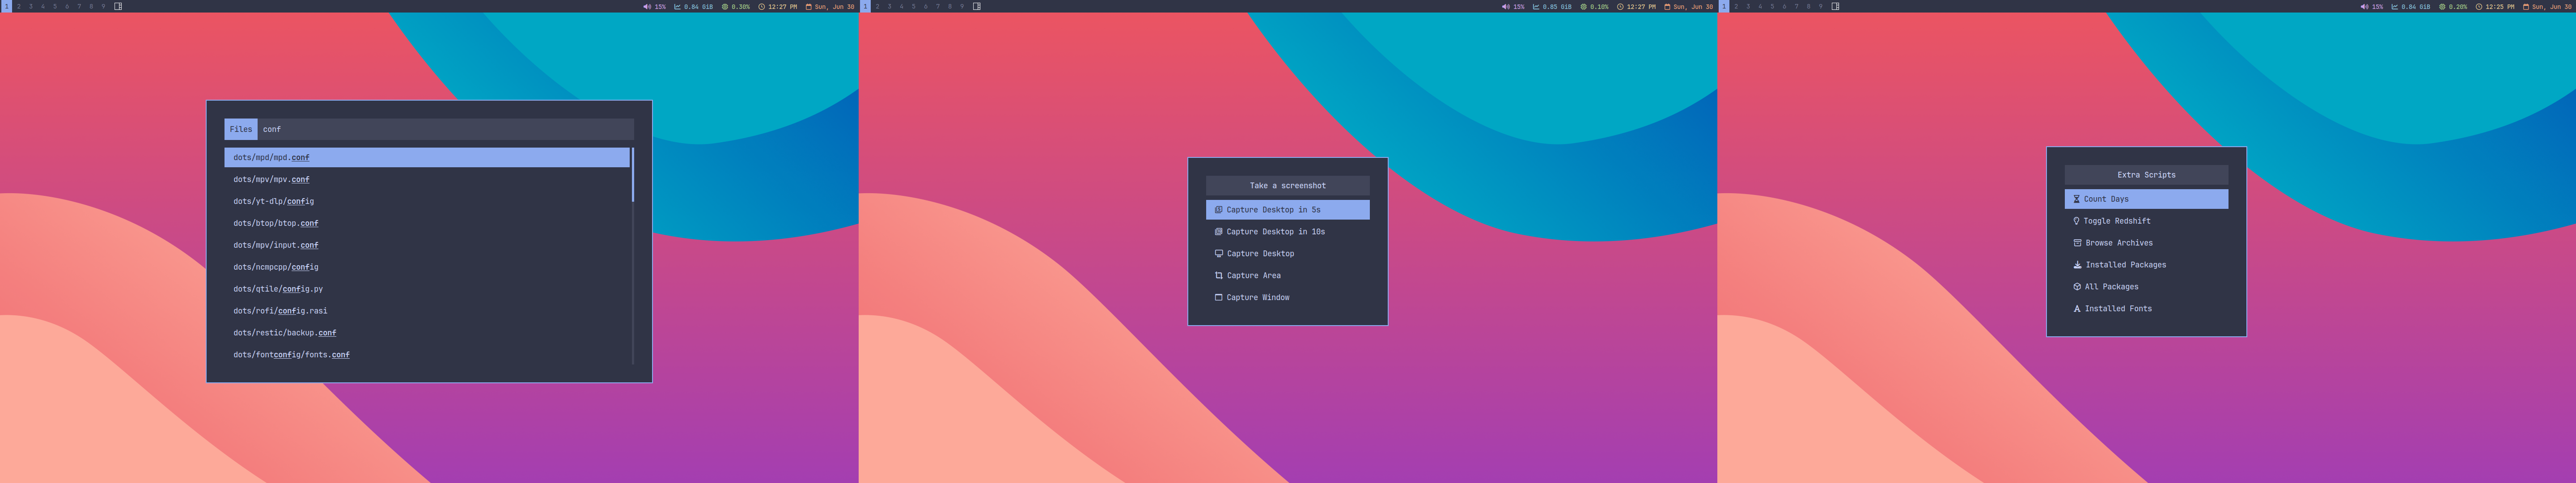 1 2 3 4 5 6 7 8 9 15% 0.84 GiB 0.30% 12:27 PM Sun, Jun 30
Files conf
dots/mpd/mpd.conf
dots/mpv/mpv.conf
dots/yt-dlp/config
dots/btop/btop.conf
dots/mpv/input.conf
dots/ncmpcpp/config
dots/qtile/config.py
dots/rofi/config.rasi
dots/restic/backup.conf
dots/fontconfig/fonts.conf
1 2 3 4 5 6 7 8 9 15% 0.85 GiB 0.10% 12:27 PM Sun, Jun 30
Take a screenshot
Capture Desktop in 5s
Capture Desktop in 10s
Capture Desktop
Capture Area
Capture Window
1 2 3 4 5 6 7 8 9 15% 0.84 GiB 0.20% 12:25 PM Sun, Jun 30
Extra Scripts
Count Days
Toggle Redshift
Browse Archives
Installed Packages
All Packages
Installed Fonts